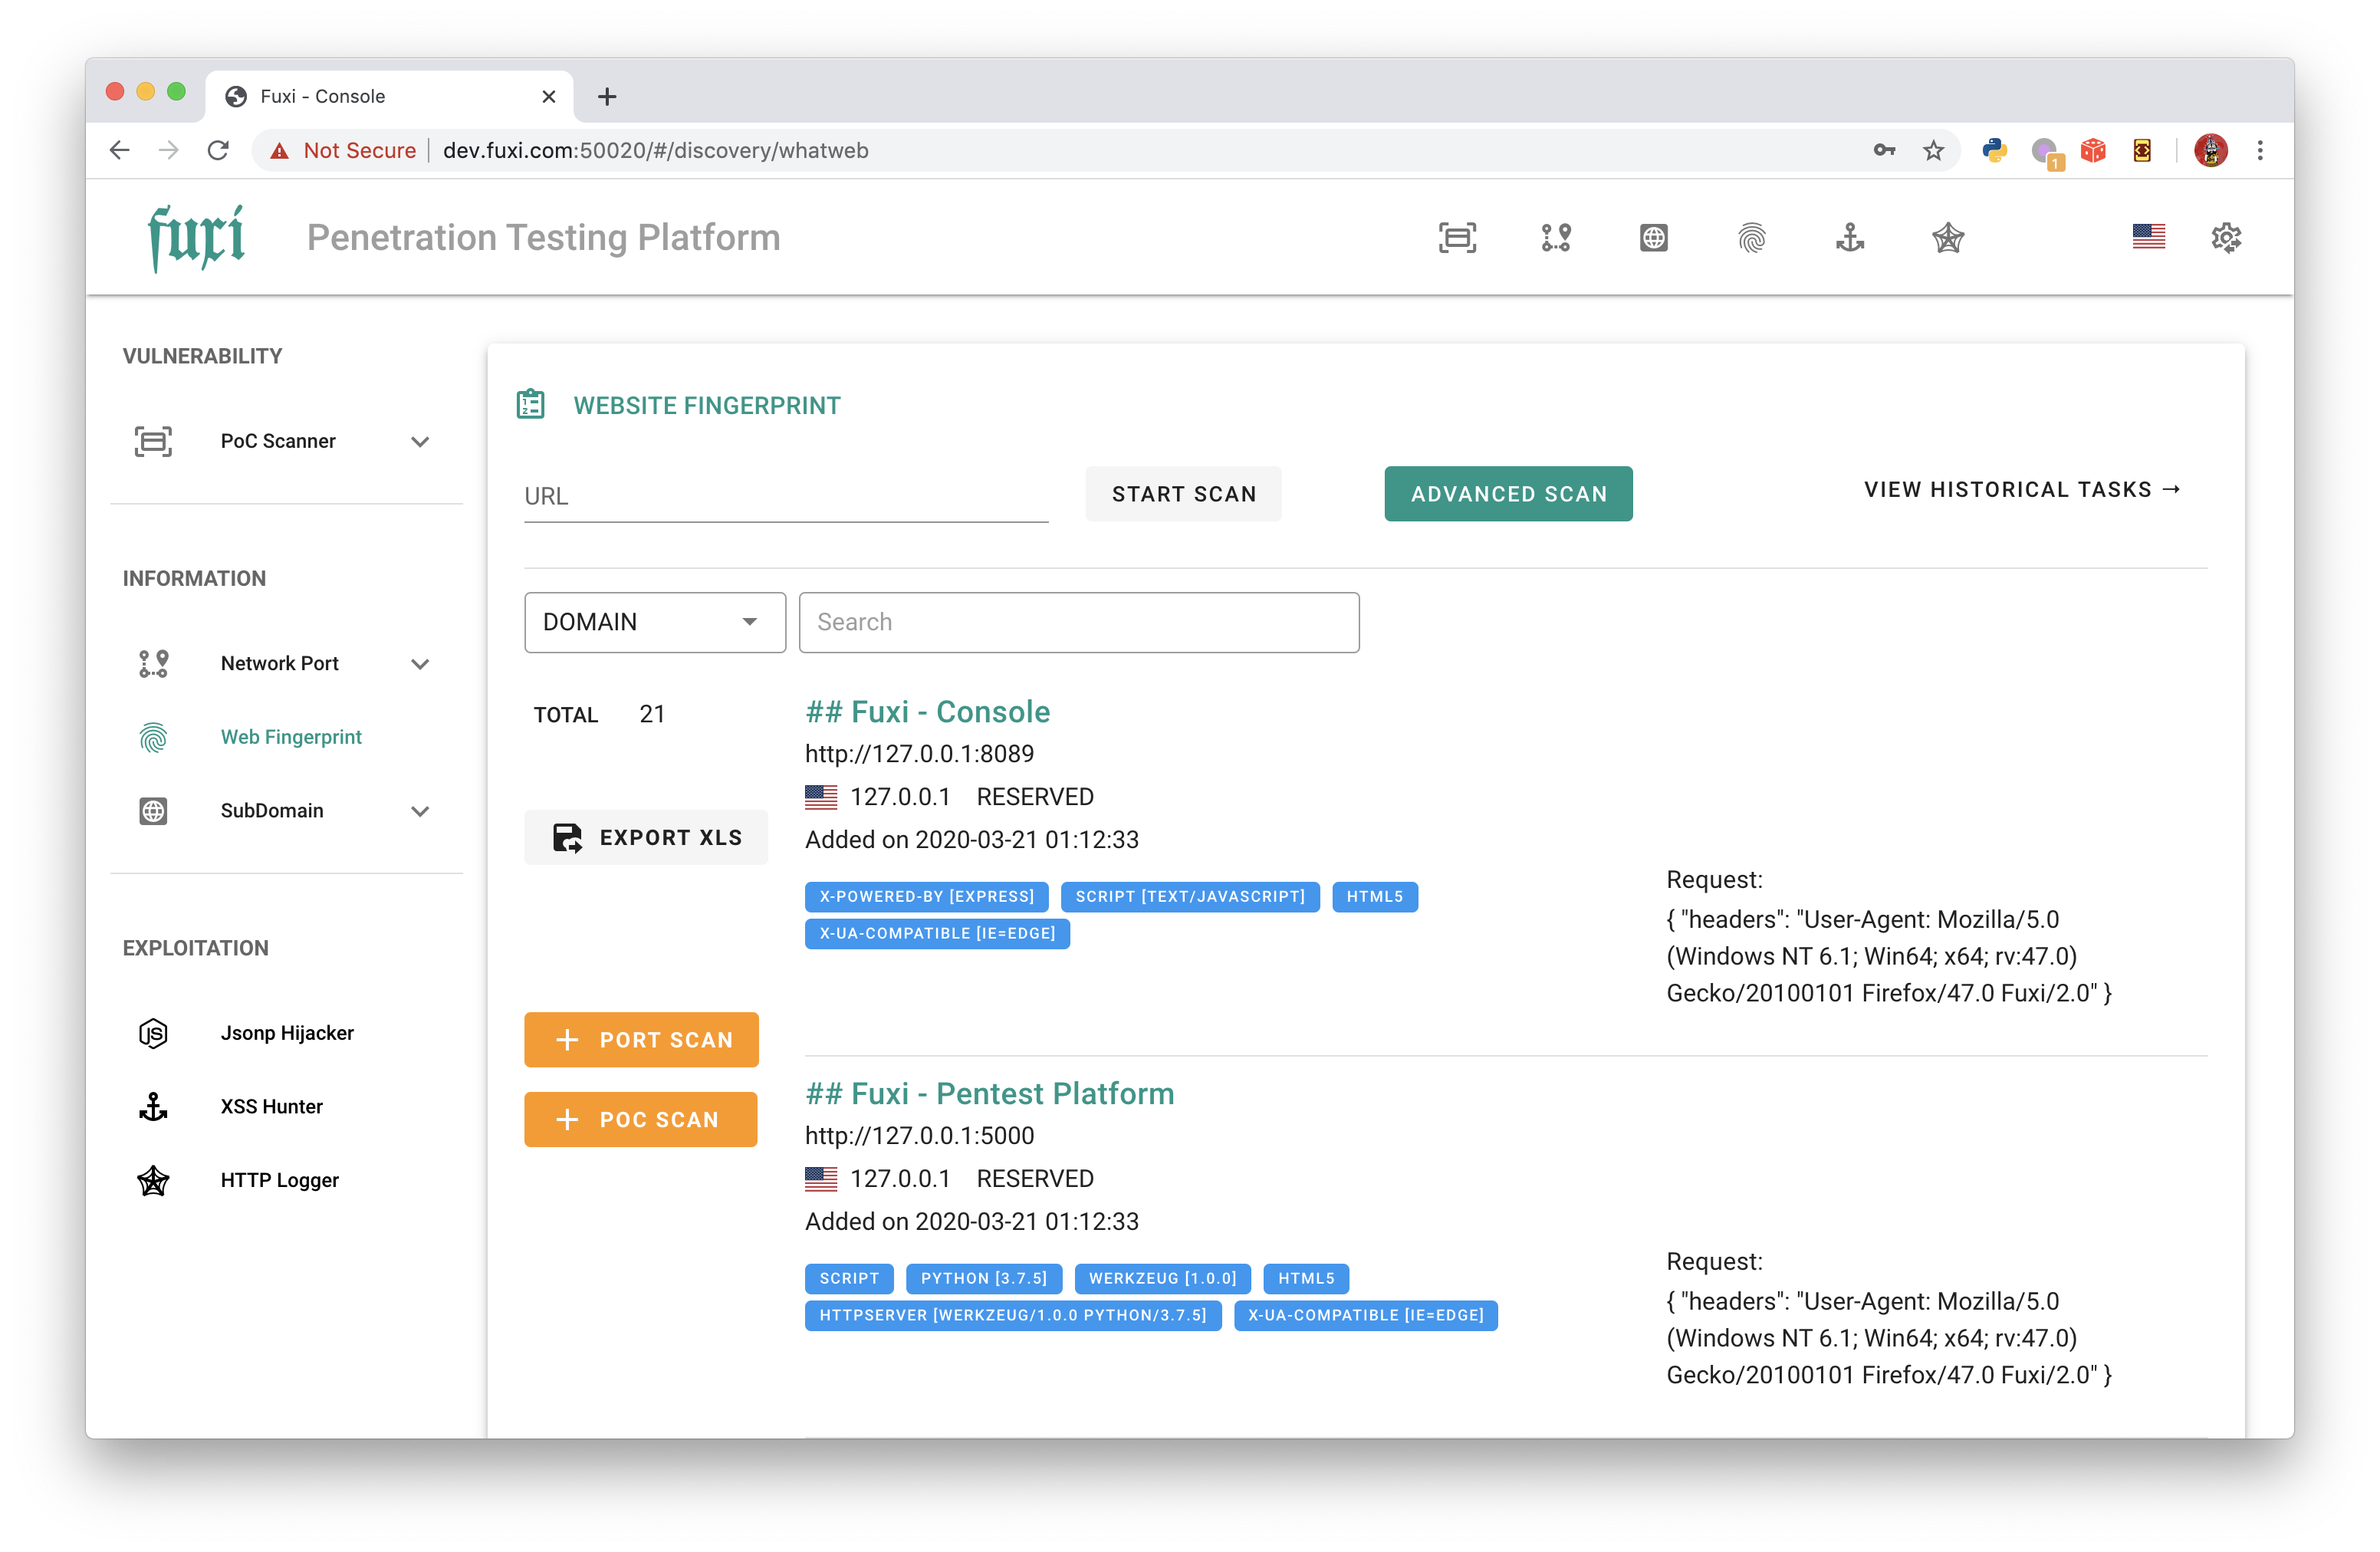 Fuxi - Console
Not Secure
dev.fuxi.com:50020/#/discovery/whatweb
1
fuxi
Penetration Testing Platform
VULNERABILITY
PoC Scanner
INFORMATION
Network Port
Web Fingerprint
SubDomain
EXPLOITATION
Jsonp Hijacker
XSS Hunter
HTTP Logger
WEBSITE FINGERPRINT
URL
START SCAN
ADVANCED SCAN
VIEW HISTORICAL TASKS →
DOMAIN
Search
TOTAL 21
EXPORT XLS
+ PORT SCAN
+ POC SCAN
## Fuxi - Console
http://127.0.0.1:8089
127.0.0.1 RESERVED
Added on 2020-03-21 01:12:33
X-POWERED-BY [EXPRESS] SCRIPT [TEXT/JAVASCRIPT] HTML5
X-UA-COMPATIBLE [IE=EDGE]
Request:
{ "headers": "User-Agent: Mozilla/5.0
(Windows NT 6.1; Win64; x64; rv:47.0)
Gecko/20100101 Firefox/47.0 Fuxi/2.0" }
## Fuxi - Pentest Platform
http://127.0.0.1:5000
127.0.0.1 RESERVED
Added on 2020-03-21 01:12:33
SCRIPT PYTHON [3.7.5] WERKZEUG [1.0.0] HTML5
HTTPSERVER [WERKZEUG/1.0.0 PYTHON/3.7.5] X-UA-COMPATIBLE [IE=EDGE]
Request:
{ "headers": "User-Agent: Mozilla/5.0
(Windows NT 6.1; Win64; x64; rv:47.0)
Gecko/20100101 Firefox/47.0 Fuxi/2.0" }